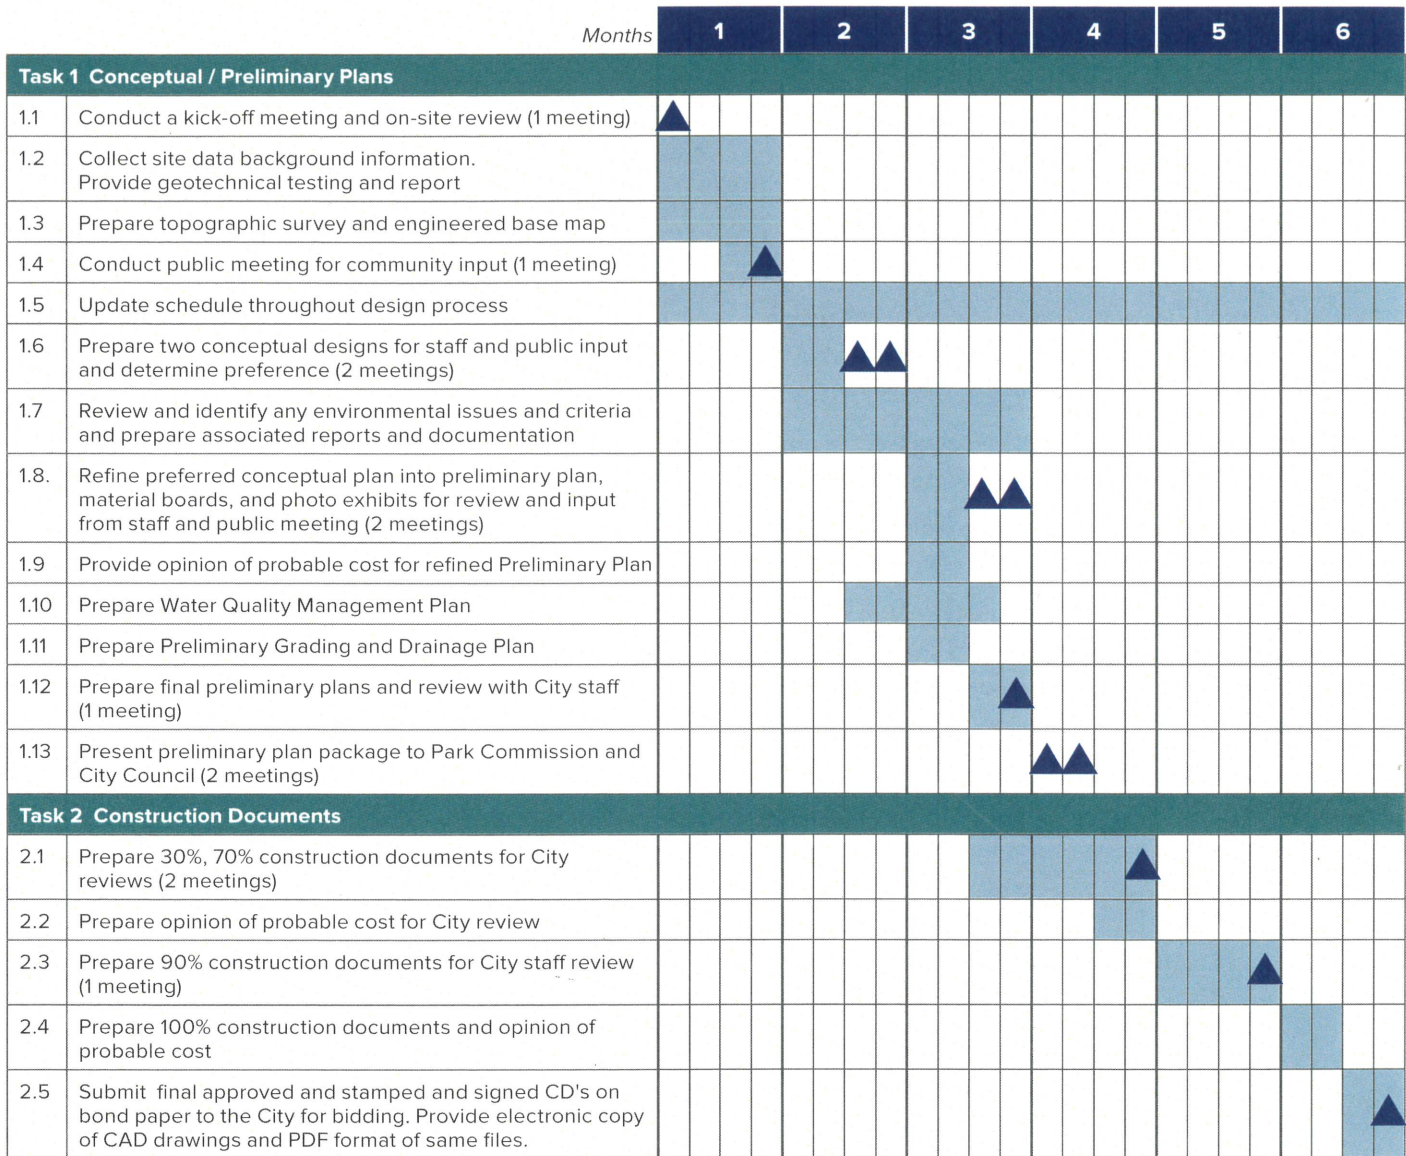 Months 1 2 3 4 5 6
Task 1 Conceptual / Preliminary Plans
1.1 Conduct a kick-off meeting and on-site review (1 meeting)
1.2 Collect site data background information.
Provide geotechnical testing and report
1.3 Prepare topographic survey and engineered base map
1.4 Conduct public meeting for community input (1 meeting)
1.5 Update schedule throughout design process
1.6 Prepare two conceptual designs for staff and public input
and determine preference (2 meetings)
1.7 Review and identify any environmental issues and criteria
and prepare associated reports and documentation
1.8. Refine preferred conceptual plan into preliminary plan,
material boards, and photo exhibits for review and input
from staff and public meeting (2 meetings)
1.9 Provide opinion of probable cost for refined Preliminary Plan
1.10 Prepare Water Quality Management Plan
1.11 Prepare Preliminary Grading and Drainage Plan
1.12 Prepare final preliminary plans and review with City staff
(1 meeting)
1.13 Present preliminary plan package to Park Commission and
City Council (2 meetings)
Task 2 Construction Documents
2.1 Prepare 30%, 70% construction documents for City
reviews (2 meetings)
2.2 Prepare opinion of probable cost for City review
2.3 Prepare 90% construction documents for City staff review
(1 meeting)
2.4 Prepare 100% construction documents and opinion of
probable cost
2.5 Submit final approved and stamped and signed CD's on
bond paper to the City for bidding. Provide electronic copy
of CAD drawings and PDF format of same files.